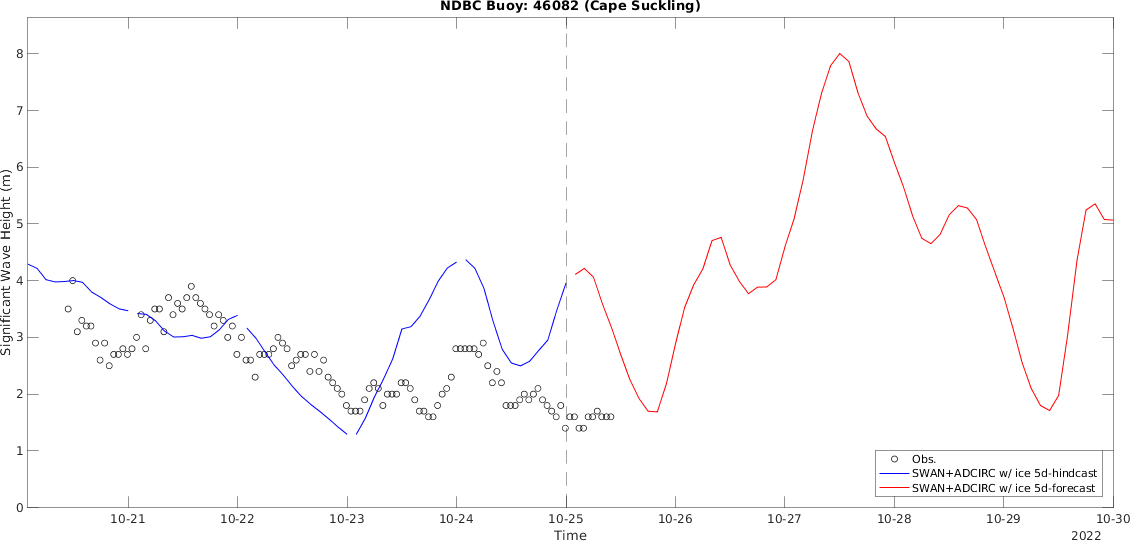 NDBC Buoy: 46082 (Cape Suckling)
Significant Wave Height (m)
8
7
6
5
4
3
2
1
0
Obs.
SWAN+ADCIRC w/ ice 5d-hindcast
SWAN+ADCIRC w/ ice 5d-forecast
10-21 10-22 10-23 10-24 10-25 10-26 10-27 10-28 10-29 10-30
Time
2022